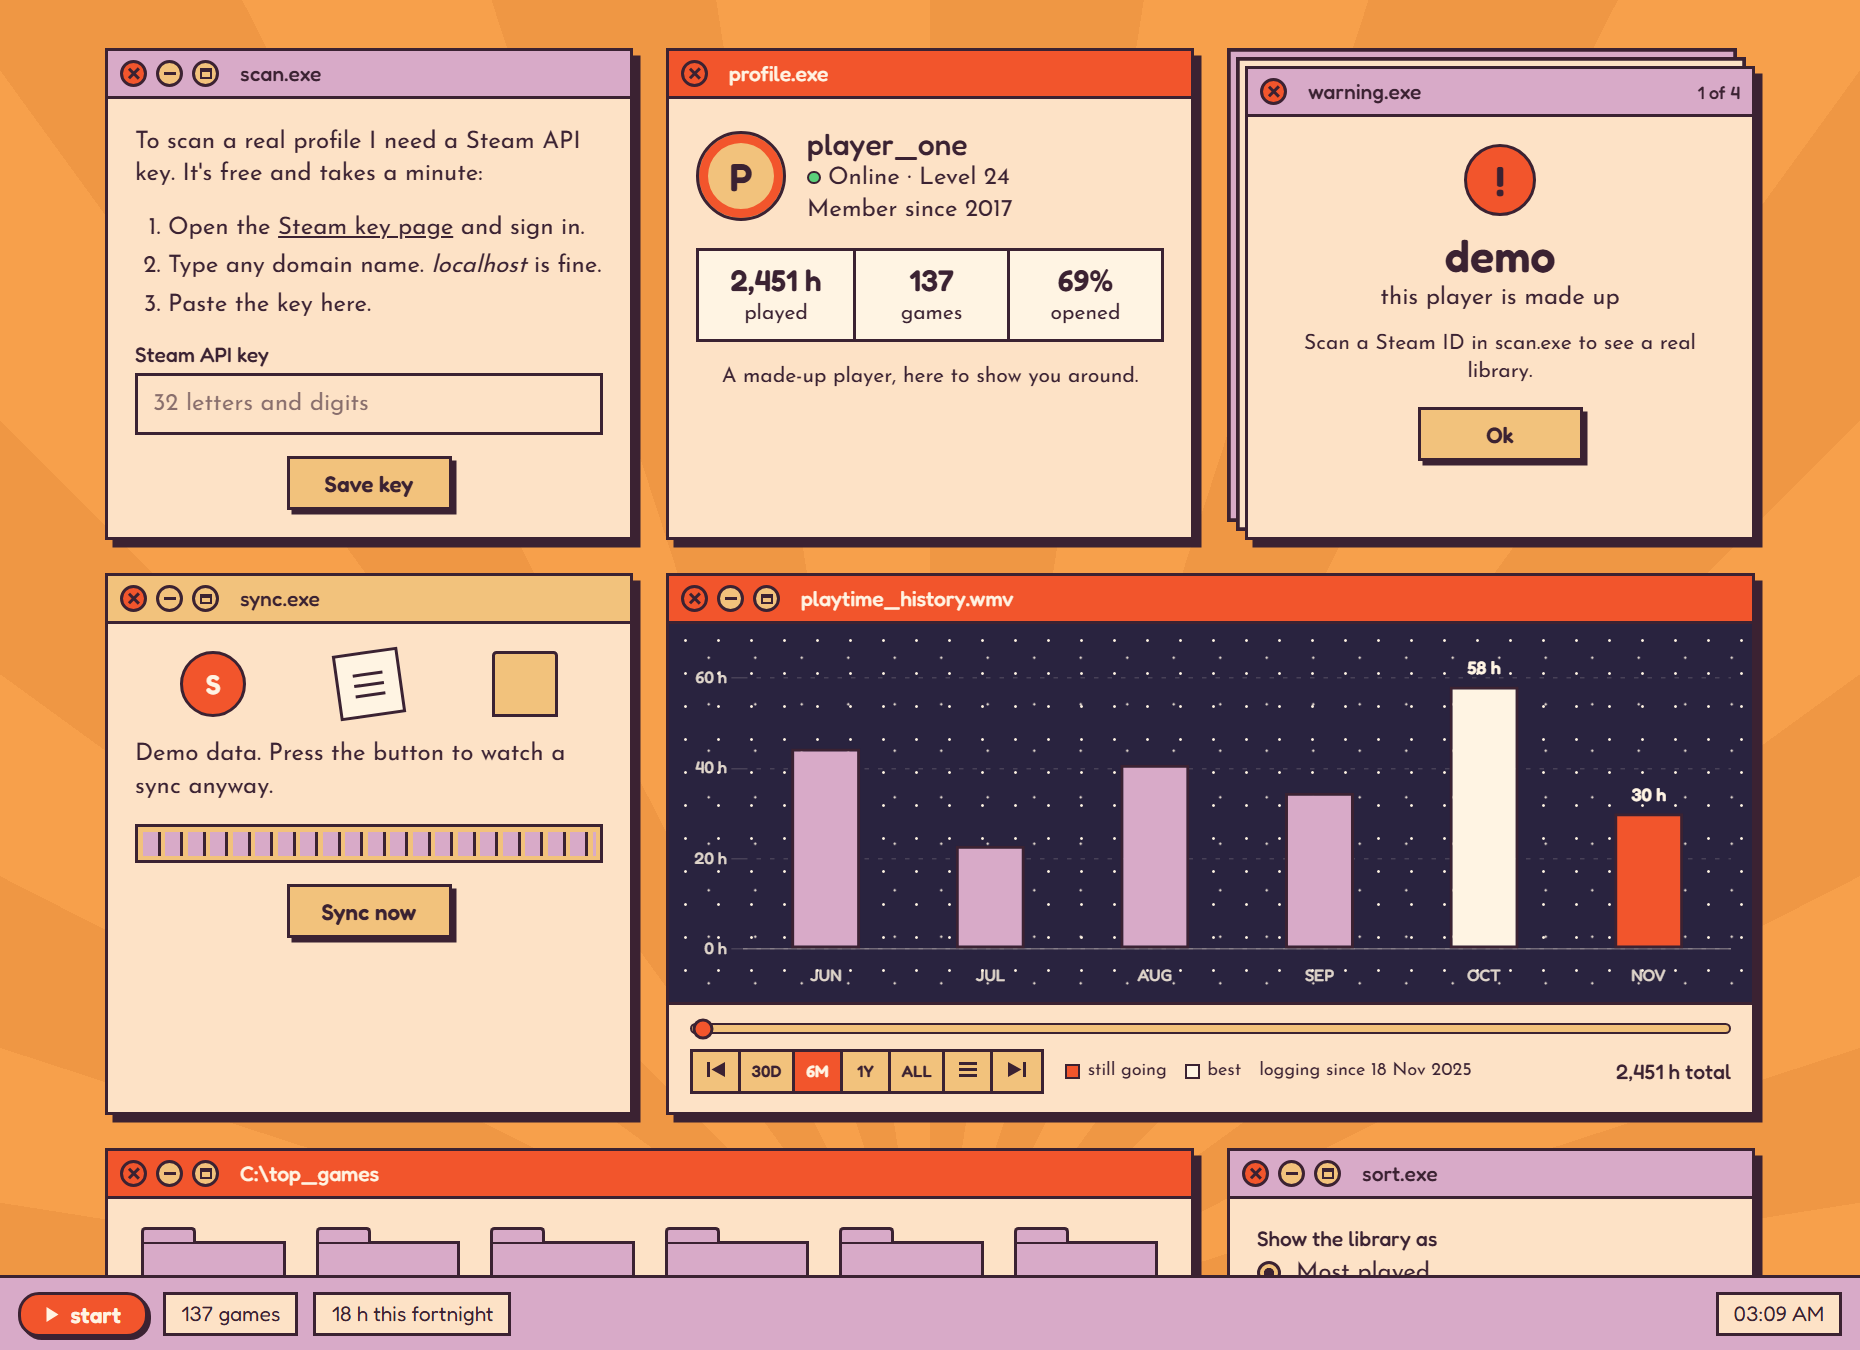 scan.exe
To scan a real profile I need a Steam API
key. It's free and takes a minute:
1. Open the Steam key page and sign in.
2. Type any domain name. localhost is fine.
3. Paste the key here.
Steam API key
32 letters and digits
Save key
profile.exe
P
player_one
Online · Level 24
Member since 2017
2,451 h
played
137
games
69%
opened
A made-up player, here to show you around.
warning.exe
1 of 4
!
demo
this player is made up
Scan a Steam ID in scan.exe to see a real
library.
Ok
sync.exe
S
Demo data. Press the button to watch a
sync anyway.
Sync now
playtime_history.wmv
60 h
40 h
20 h
0 h
58 h
30 h
JUN
JUL
AUG
SEP
OCT
NOV
30D
6M
1Y
ALL
still going
best
logging since 18 Nov 2025
2,451 h total
C:\top_games
sort.exe
Show the library as
Most played
start
137 games
18 h this fortnight
03:09 AM